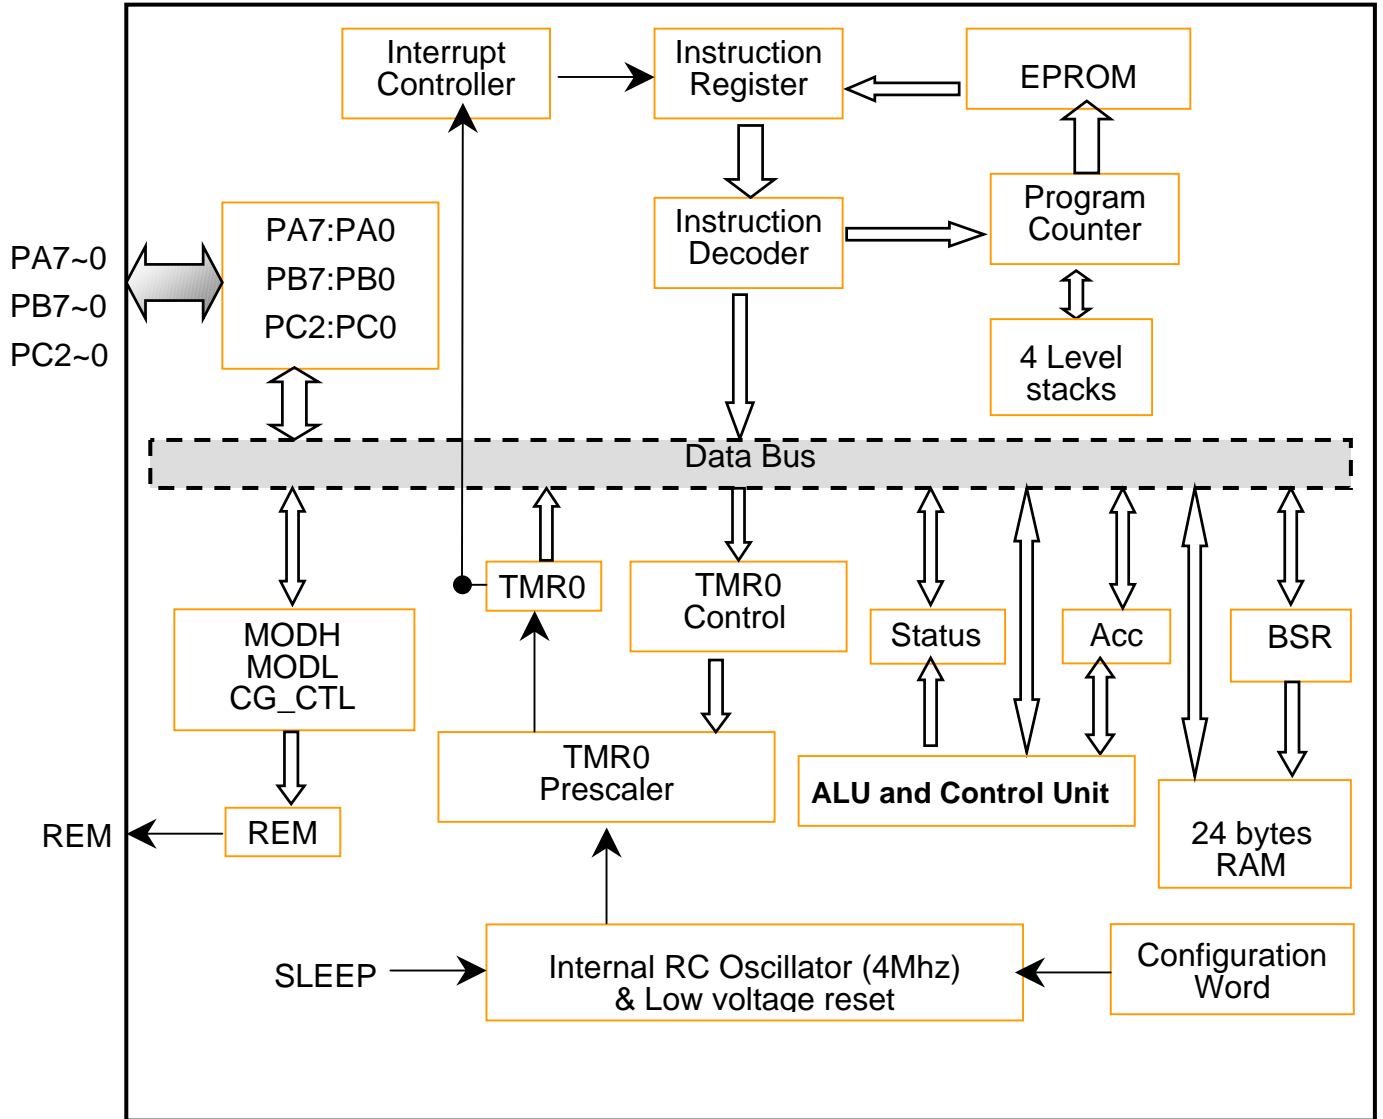 Interrupt
Controller
Instruction
Register
EPROM
PA7~0
PB7~0
PC2~0
PA7:PA0
PB7:PB0
PC2:PC0
Instruction
Decoder
Program
Counter
4 Level
stacks
Data Bus
MODH
MODL
CG_CTL
TMR0
TMR0
Control
Status
Acc
BSR
TMR0
Prescaler
ALU and Control Unit
REM
REM
24 bytes
RAM
SLEEP
Internal RC Oscillator (4Mhz)
& Low voltage reset
Configuration
Word